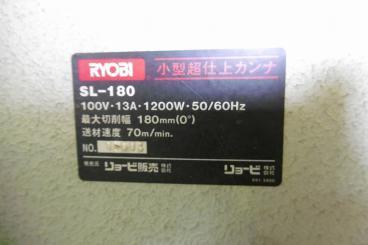 RYOBI 小型超仕上カンナ
SL-180
100V・13A・1200W・50/60Hz
最大切削幅 180mm(0°)
送材速度 70m/min.
NO.
発売元 リョービ販売 株式会社 リョービ 株式会社